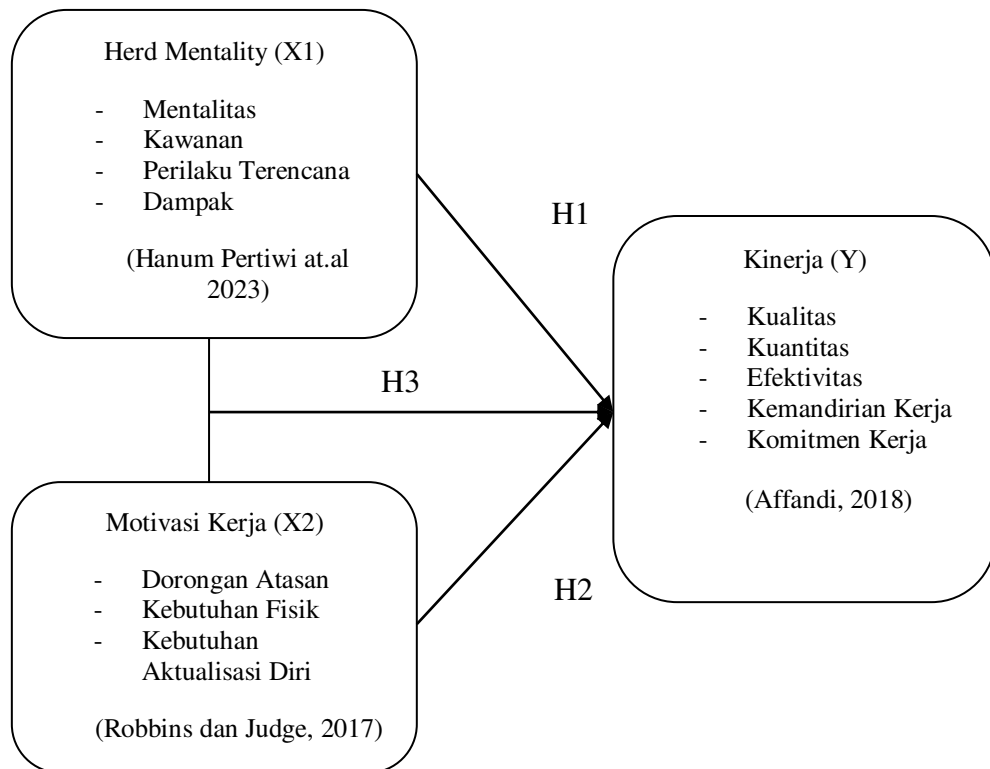 Herd Mentality (X1)
- Mentalitas
- Kawanan
- Perilaku Terencana
- Dampak
(Hanum Pertiwi at.al
2023)
H1
H3
Kinerja (Y)
- Kualitas
- Kuantitas
- Efektivitas
- Kemandirian Kerja
- Komitmen Kerja
(Affandi, 2018)
Motivasi Kerja (X2)
- Dorongan Atasan
- Kebutuhan Fisik
- Kebutuhan
Aktualisasi Diri
(Robbins dan Judge, 2017)
H2